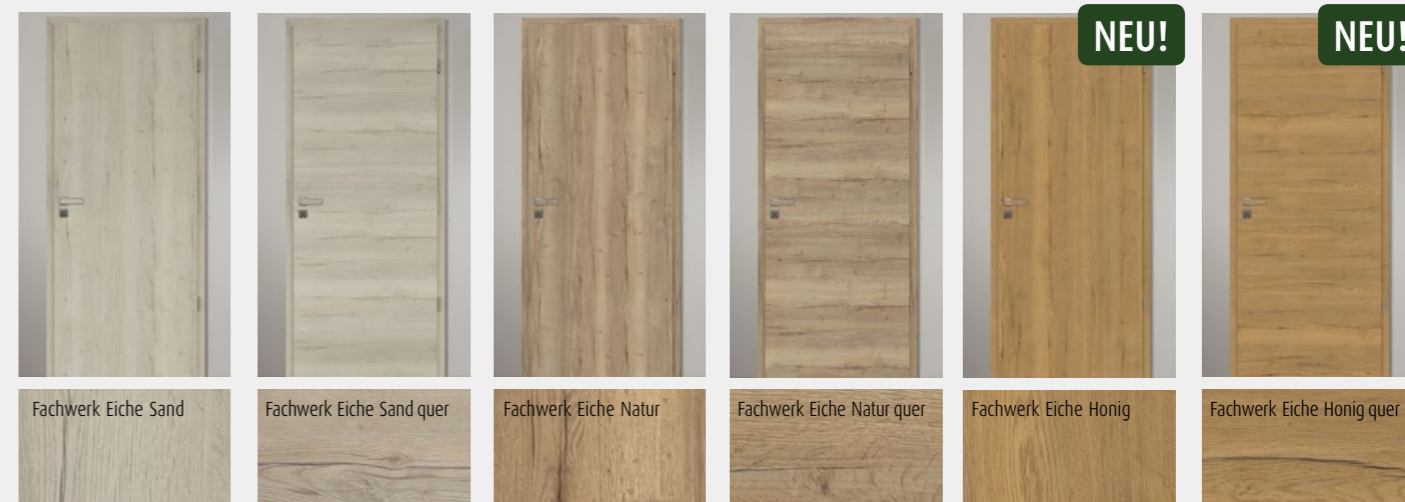 NEU!
NEU!
Fachwerk Eiche Sand
Fachwerk Eiche Sand quer
Fachwerk Eiche Natur
Fachwerk Eiche Natur quer
Fachwerk Eiche Honig
Fachwerk Eiche Honig quer